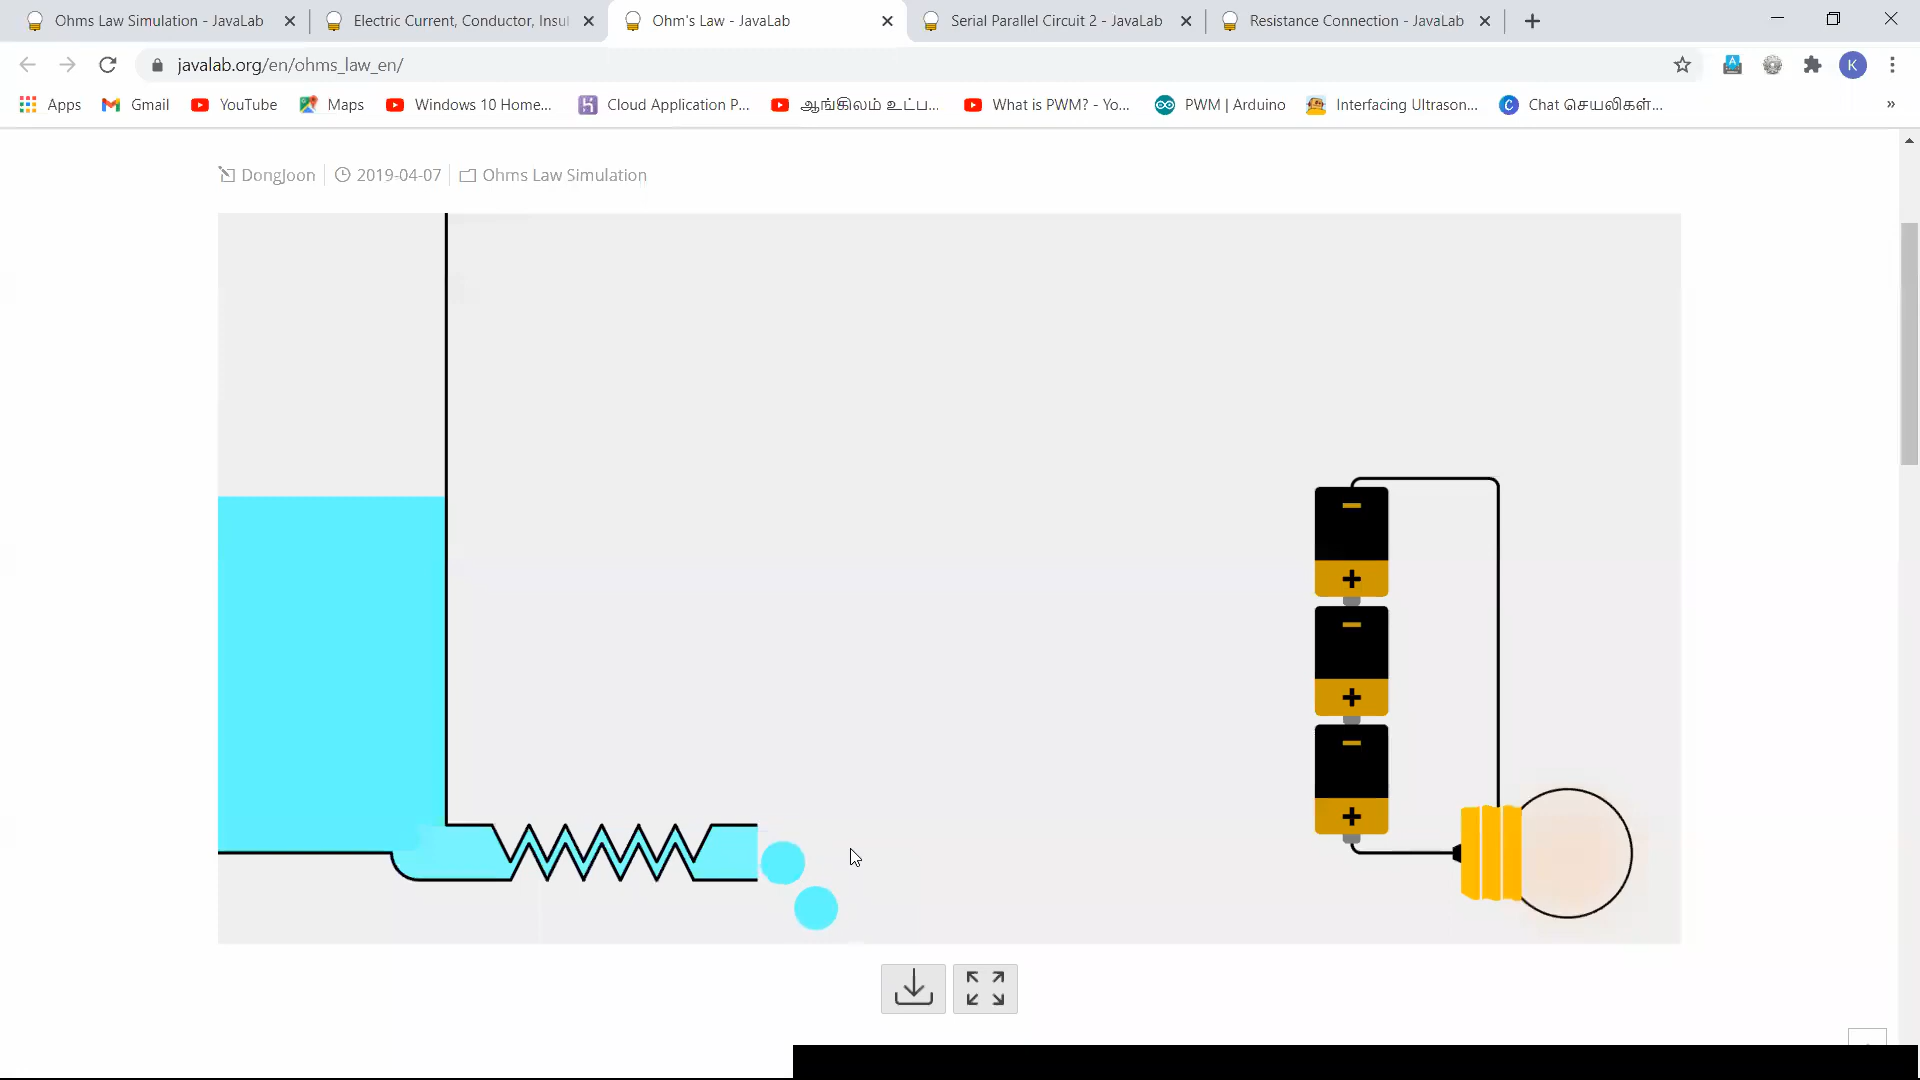 Ohms Law Simulation - JavaLab
Electric Current, Conductor, Insul
Ohm's Law - JavaLab
Serial Parallel Circuit 2 - JavaLab
Resistance Connection - JavaLab
javalab.org/en/ohms_law_en/
K
Apps
Gmail
YouTube
Maps
Windows 10 Home...
Cloud Application P...
ஆங்கிலம் உட்ப...
What is PWM? - Yo...
PWM | Arduino
Interfacing Ultrason...
Chat செயலிகள்...
»
DongJoon
2019-04-07
Ohms Law Simulation
−
+
−
+
−
+